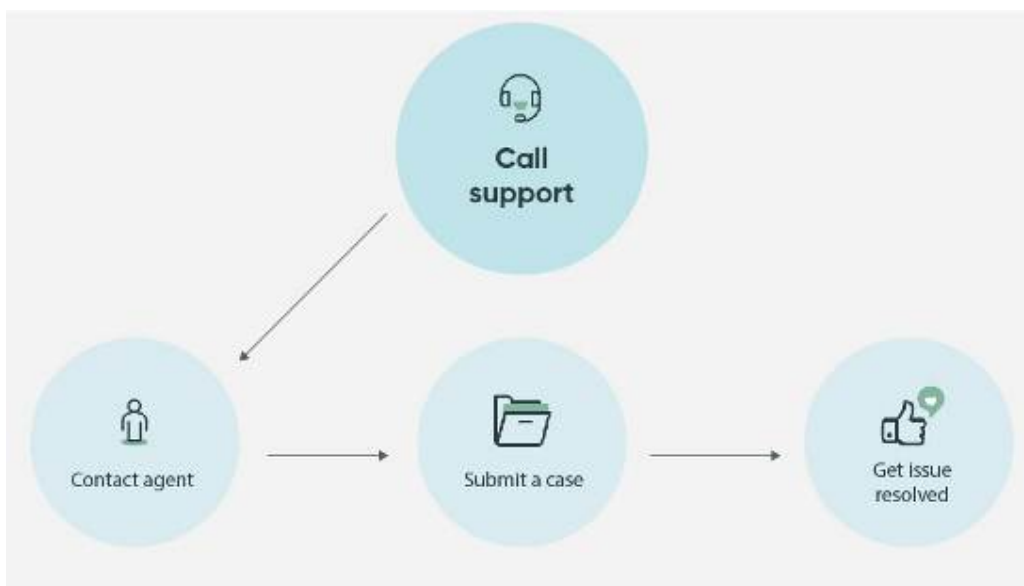 Call
support
Contact agent
Submit a case
Get issue
resolved